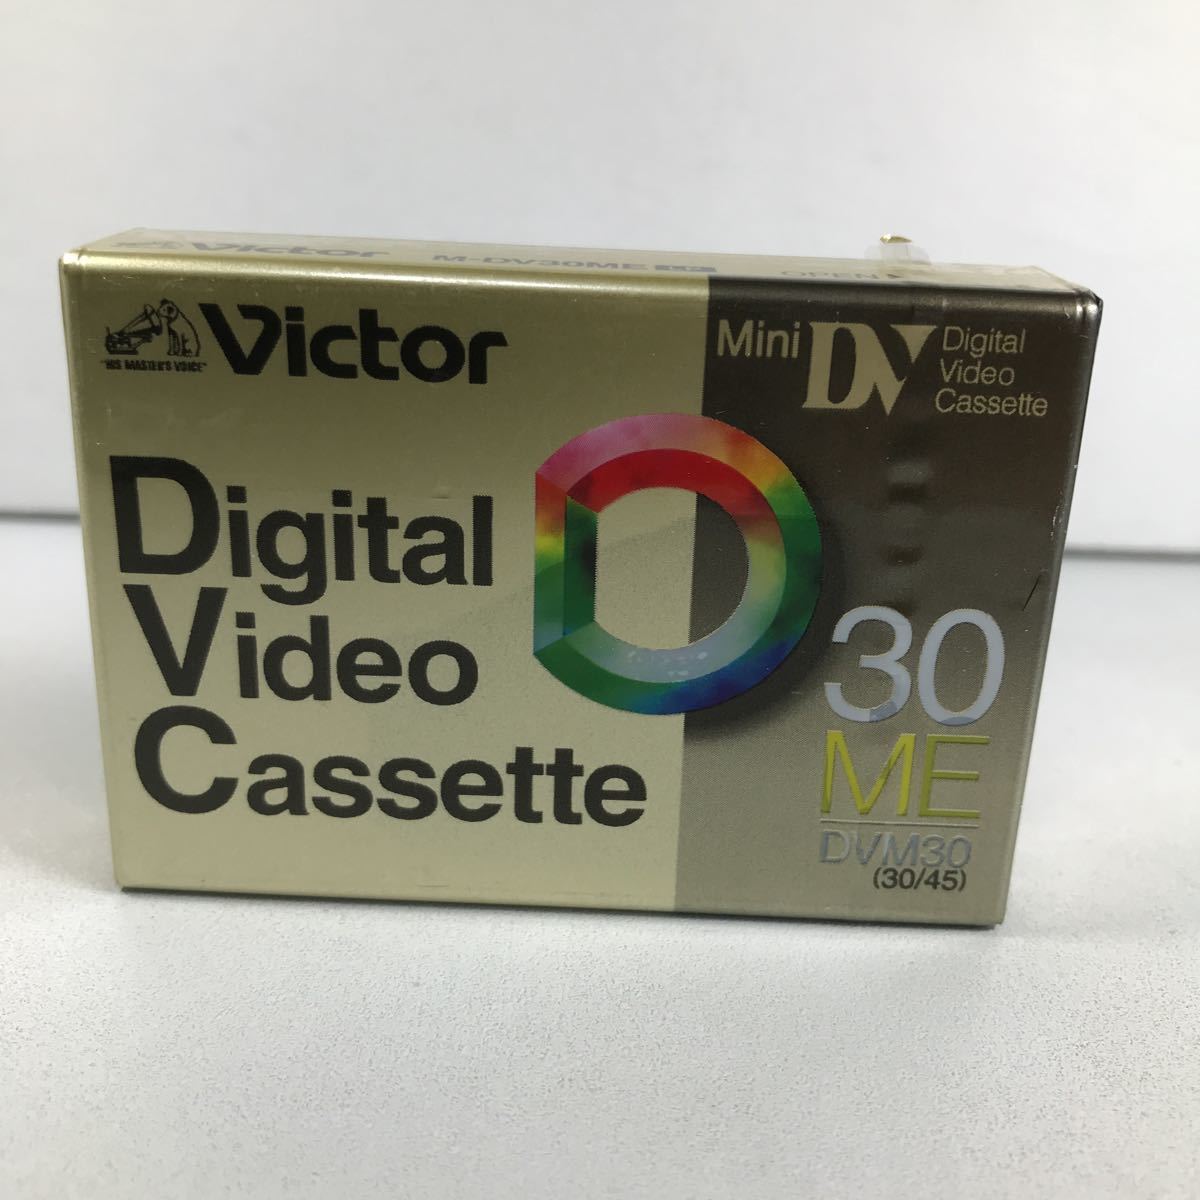 Victor M-DV30ME LP OPEN
"HIS MASTER'S VOICE" Victor
Mini DV Digital
Video
Cassette
Digital
Video
Cassette
30
ME
DVM30
(30/45)